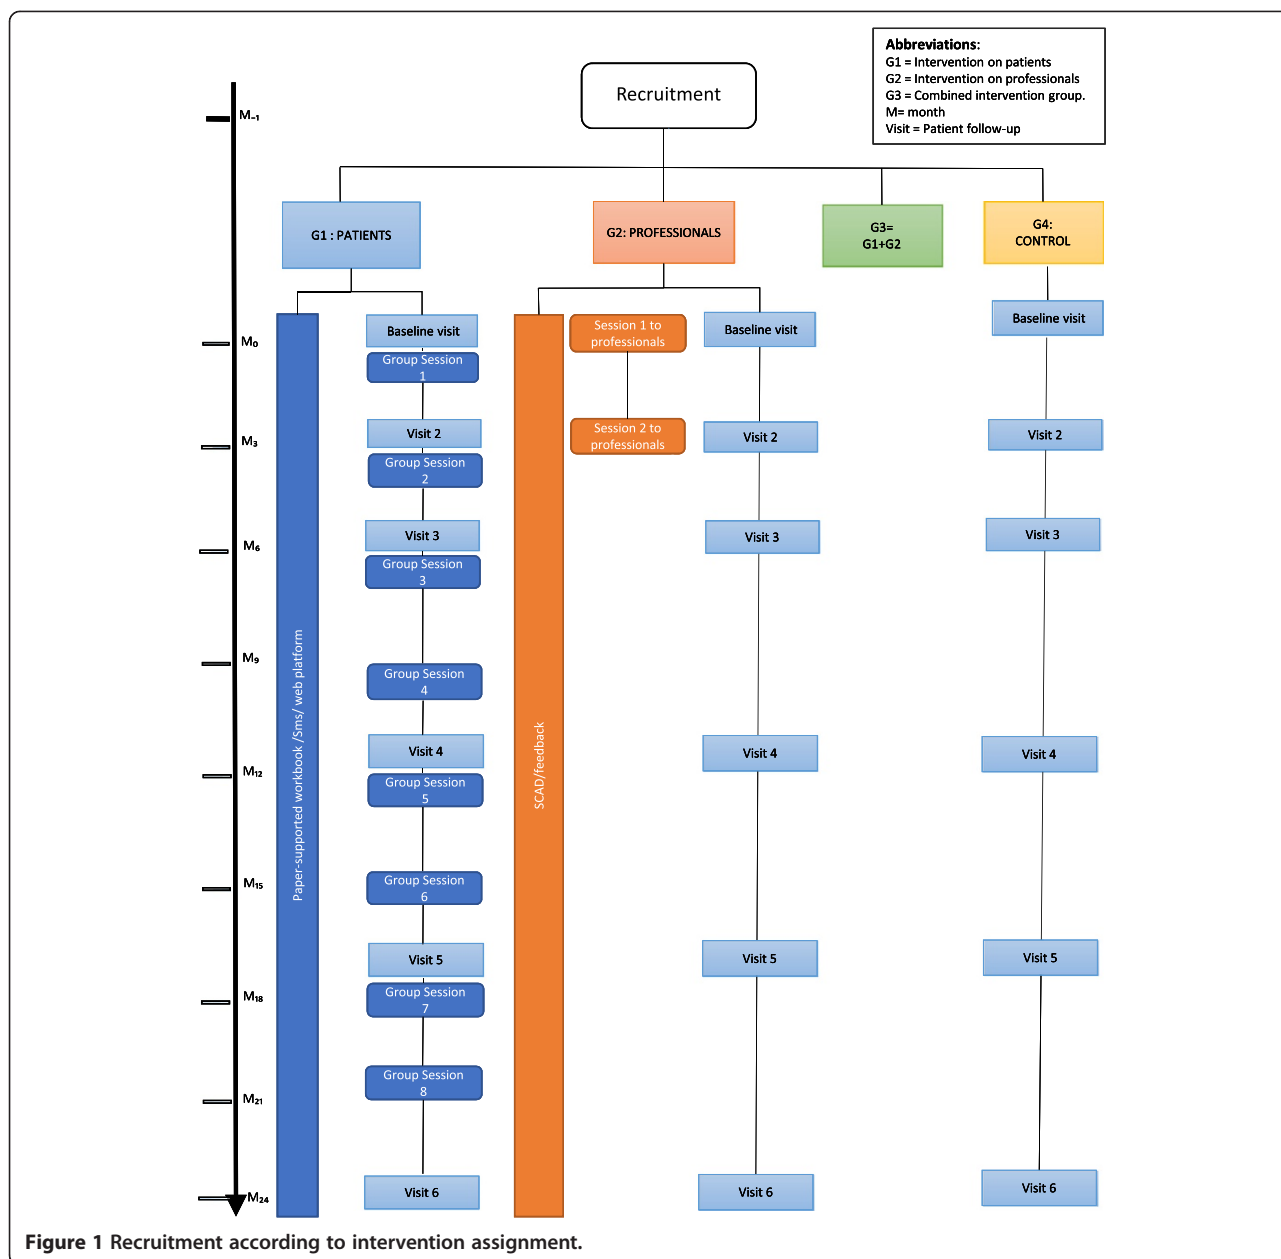 Abbreviations:
G1 = Intervention on patients
G2 = Intervention on professionals
G3 = Combined intervention group.
M= month
Visit = Patient follow-up
Recruitment
G1 : PATIENTS
G2: PROFESSIONALS
G3=
G1+G2
G4:
CONTROL
M₋₁
M₀
M₃
M₆
M₉
M₁₂
M₁₅
M₁₈
M₂₁
M₂₄
Paper-supported workbook /Sms/ web platform
Baseline visit
Group Session
1
Visit 2
Group Session
2
Visit 3
Group Session
3
Group Session
4
Visit 4
Group Session
5
Group Session
6
Visit 5
Group Session
7
Group Session
8
Visit 6
SCAD/feedback
Session 1 to
professionals
Session 2 to
professionals
Baseline visit
Visit 2
Visit 3
Visit 4
Visit 5
Visit 6
Baseline visit
Visit 2
Visit 3
Visit 4
Visit 5
Visit 6
Figure 1 Recruitment according to intervention assignment.